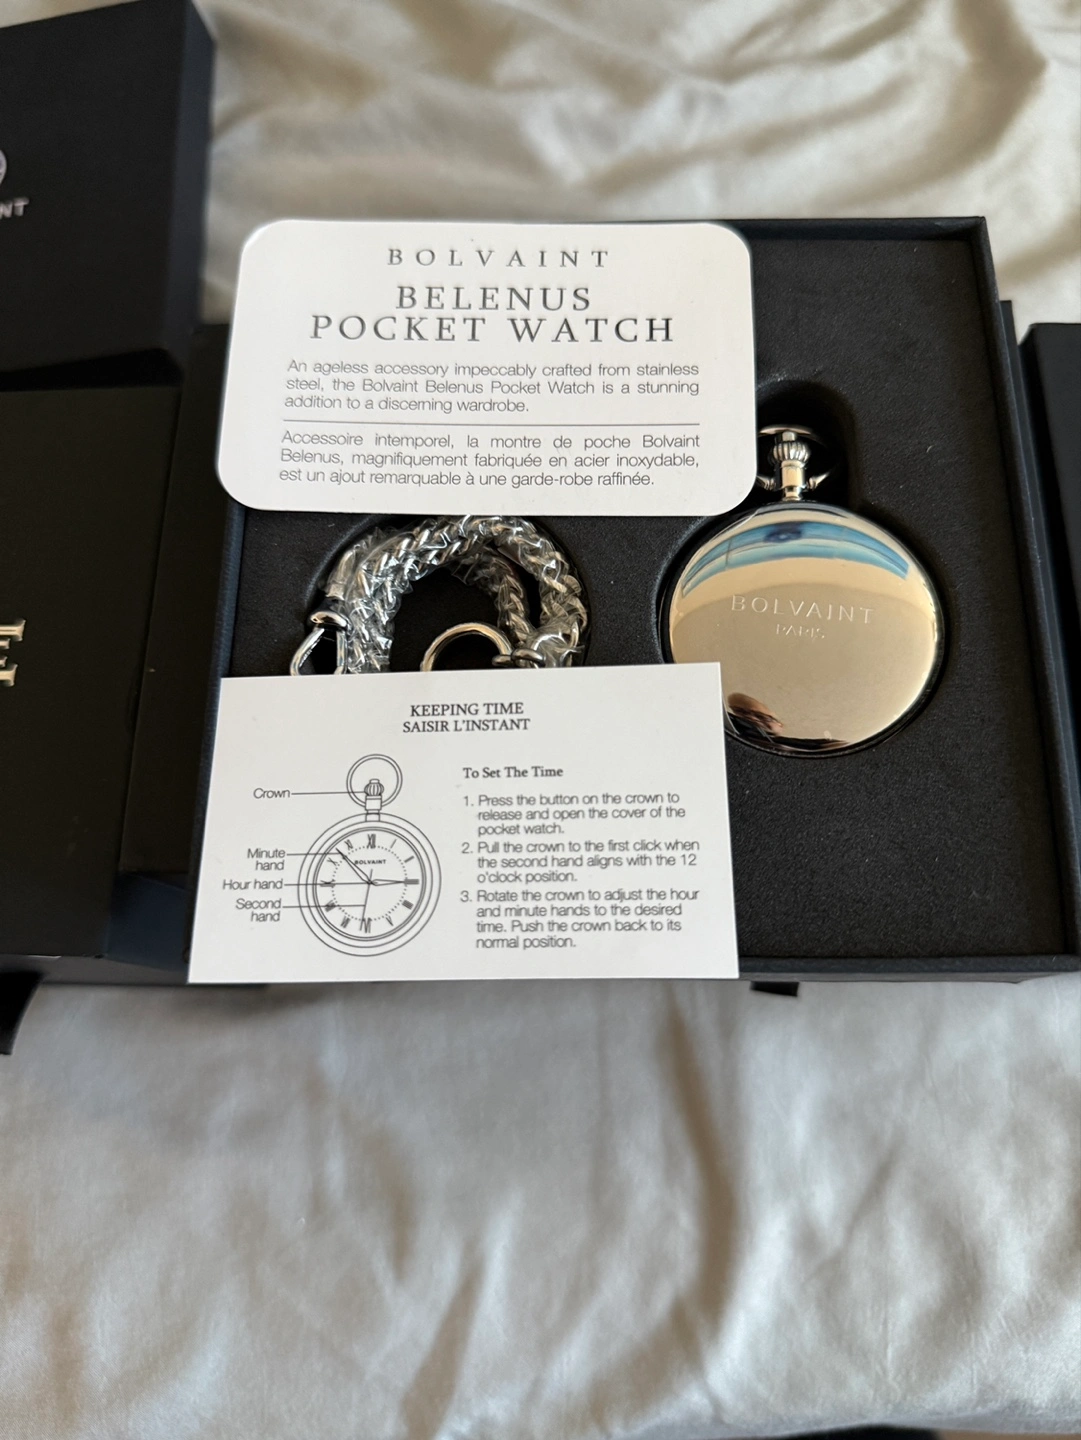 NT
BOLVAINT
BELENUS
POCKET WATCH
An ageless accessory impeccably crafted from stainless
steel, the Bolvaint Belenus Pocket Watch is a stunning
addition to a discerning wardrobe.
Accessoire intemporel, la montre de poche Bolvaint
Belenus, magnifiquement fabriquée en acier inoxydable,
est un ajout remarquable à une garde-robe raffinée.
BOLVAINT
PARIS
E
KEEPING TIME
SAISIR L'INSTANT
Crown
Minute
hand
Hour hand
Second
hand
BOLVAINT
To Set The Time
1. Press the button on the crown to
release and open the cover of the
pocket watch.
2. Pull the crown to the first click when
the second hand aligns with the 12
o'clock position.
3. Rotate the crown to adjust the hour
and minute hands to the desired
time. Push the crown back to its
normal position.